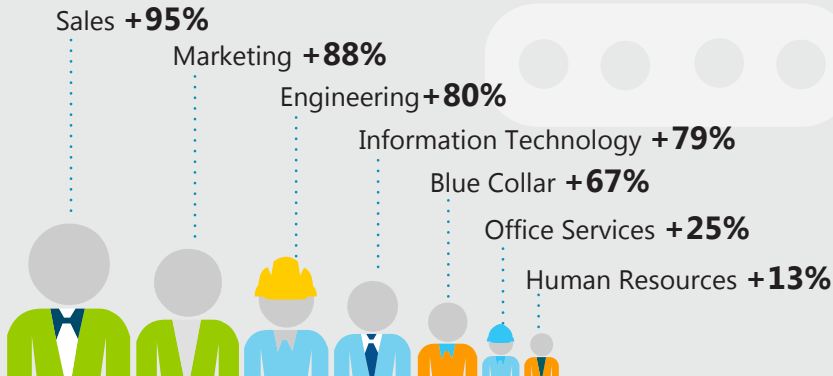 Sales +95%
Marketing +88%
Engineering+80%
Information Technology +79%
Blue Collar +67%
Office Services +25%
Human Resources +13%